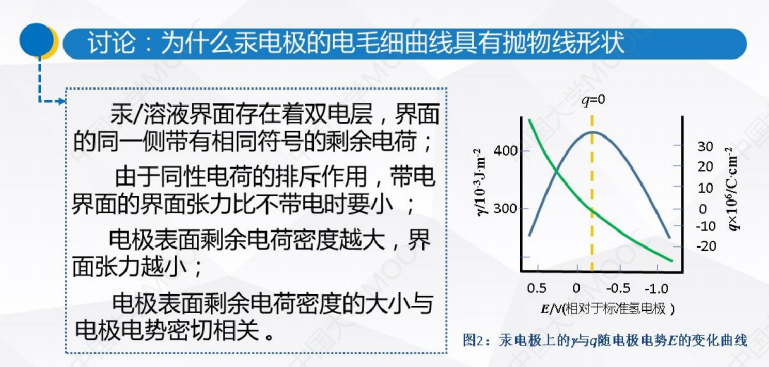 讨论：为什么汞电极的电毛细曲线具有抛物线形状
汞/溶液界面存在着双电层，界面
的同一侧带有相同符号的剩余电荷；
由于同性电荷的排斥作用，带电
界面的界面张力比不带电时要小 ；
电极表面剩余电荷密度越大，界
面张力越小；
电极表面剩余电荷密度的大小与
电极电势密切相关。
q=0
γ/10⁻³J·m⁻²
400
300
30
20
10
0
-10
-20
q×10⁶/C·cm⁻²
0.5 0 -0.5 -1.0
E/V(相对于标准氢电极）
图2：汞电极上的γ与q随电极电势E的变化曲线
中国大学MOOC